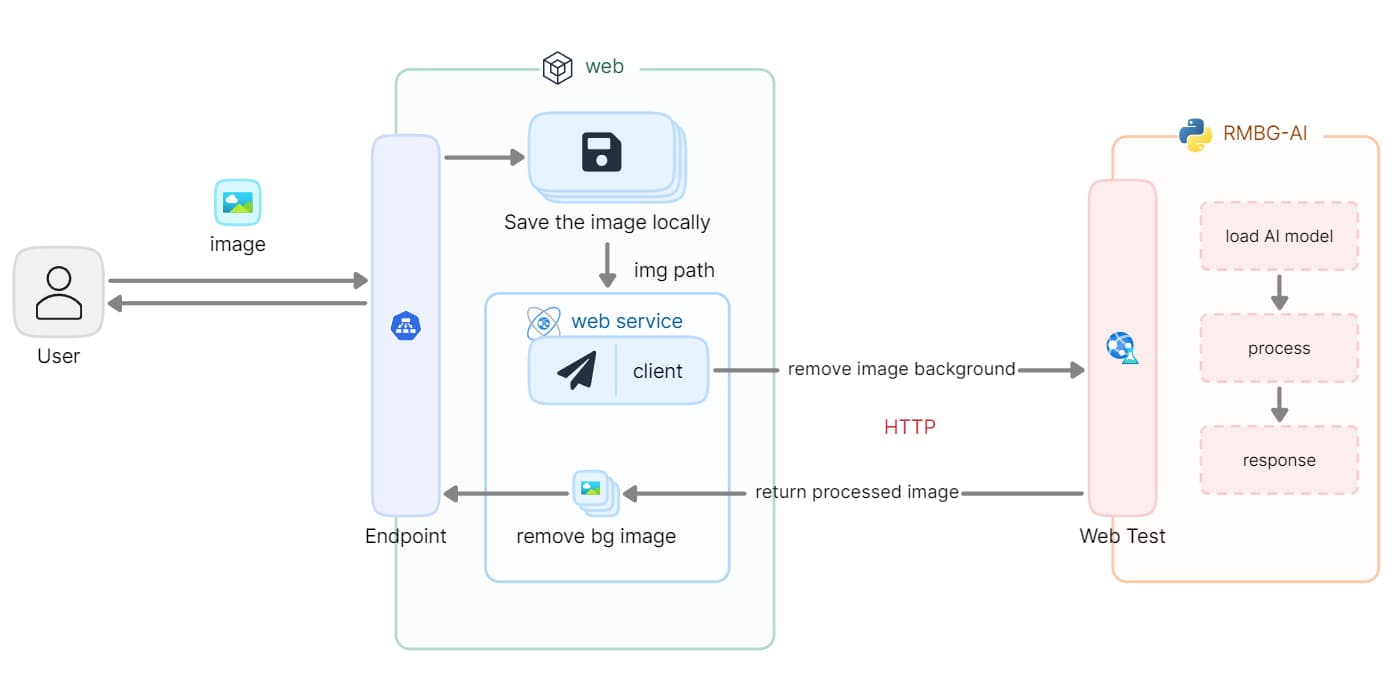 web
RMBG-AI
image
Save the image locally
load AI model
img path
User
web service
process
client
remove image background
HTTP
response
return processed image
Endpoint
remove bg image
Web Test